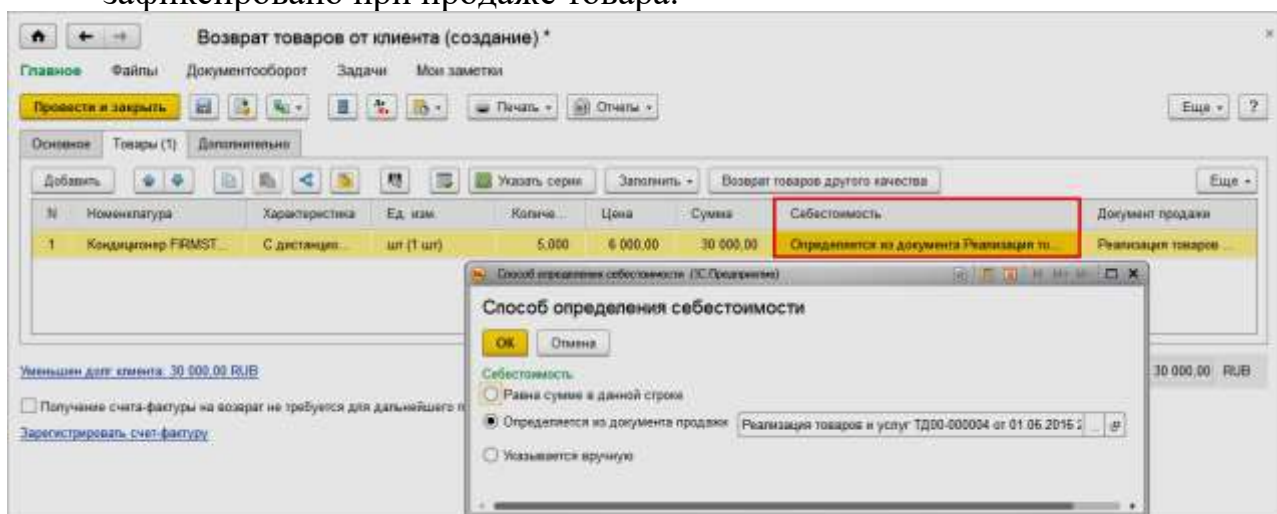 зафиксировано при продаже товара.
Возврат товаров от клиента (создание) *
Главное Файлы Документооборот Задачи Мои заметки
Провести и закрыть Печать Отчеты Еще ?
Основное Товары (1) Дополнительно
Добавить Указать серии Заполнить Возврат товаров другого качества Еще
N Номенклатура Характеристика Ед. изм. Количе... Цена Сумма Себестоимость Документ продажи
1 Кондиционер FIRMST... С дистанцио... шт (1 шт) 5,000 6 000,00 30 000,00 Определяется из документа Реализация то... Реализация товаров ...
Способ определения себестоимости (1С:Предприятие)
Способ определения себестоимости
ОК Отмена
Себестоимость
Равна сумме в данной строке
Определяется из документа продажи Реализация товаров и услуг ТД00-000004 от 01.06.2016 2 ...
Указывается вручную
Уменьшен долг клиента: 30 000,00 RUB 30 000,00 RUB
Получение счета-фактуры на возврат не требуется для дальнейшего п
Зарегистрировать счет-фактуру